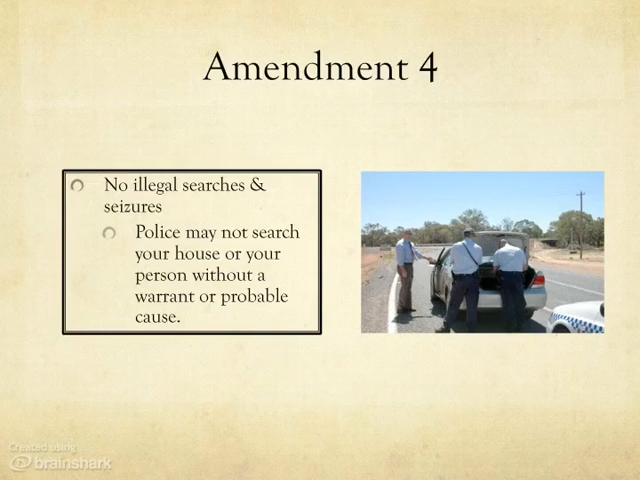 Amendment 4
No illegal searches &
seizures
Police may not search
your house or your
person without a
warrant or probable
cause.
Created using
brainshark